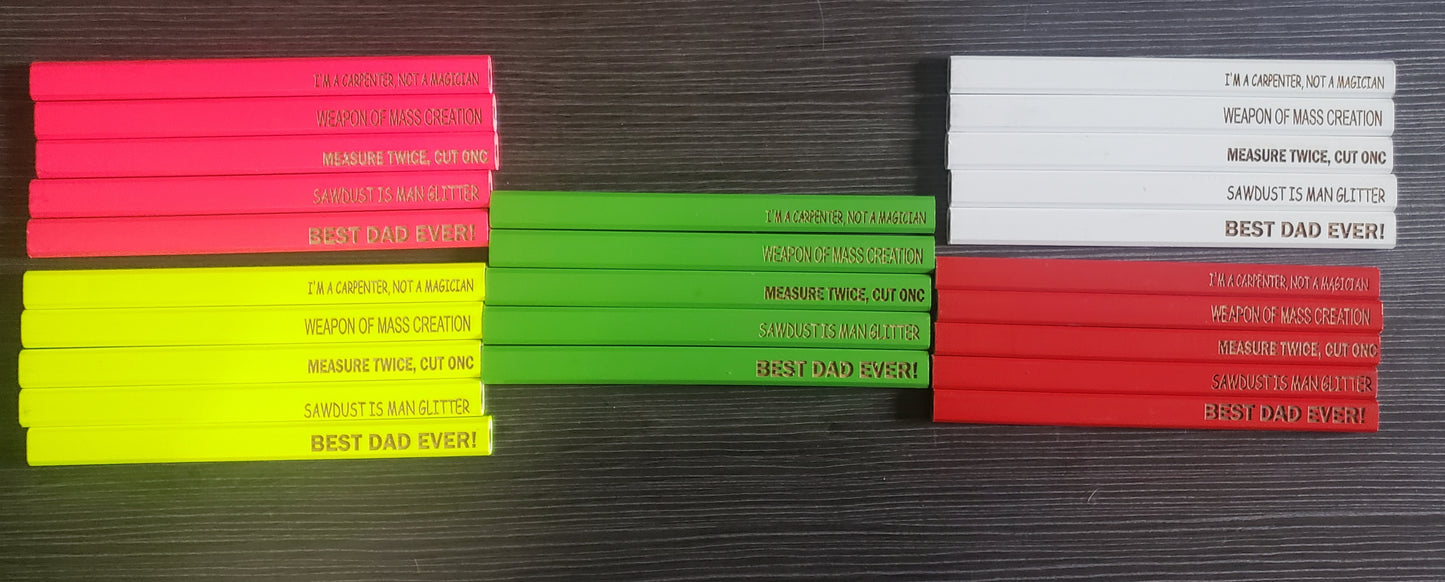 I'M A CARPENTER, NOT A MAGICIAN
WEAPON OF MASS CREATION
MEASURE TWICE, CUT ONC
SAWDUST IS MAN GLITTER
BEST DAD EVER!
I'M A CARPENTER, NOT A MAGICIAN
WEAPON OF MASS CREATION
MEASURE TWICE, CUT ONC
SAWDUST IS MAN GLITTER
BEST DAD EVER!
I'M A CARPENTER, NOT A MAGICIAN
WEAPON OF MASS CREATION
MEASURE TWICE, CUT ONC
SAWDUST IS MAN GLITTER
BEST DAD EVER!
I'M A CARPENTER, NOT A MAGICIAN
WEAPON OF MASS CREATION
MEASURE TWICE, CUT ONC
SAWDUST IS MAN GLITTER
BEST DAD EVER!
I'M A CARPENTER, NOT A MAGICIAN
WEAPON OF MASS CREATION
MEASURE TWICE, CUT ONC
SAWDUST IS MAN GLITTER
BEST DAD EVER!